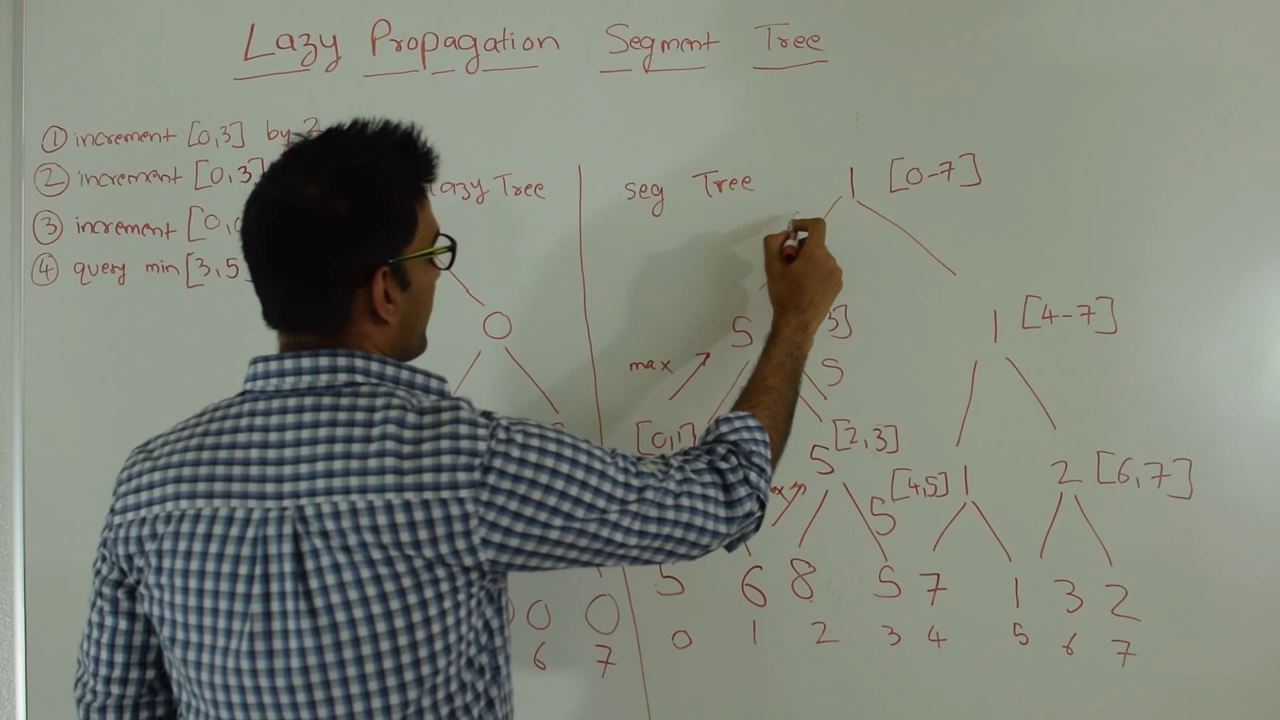 Lazy Propagation Segment Tree
① increment [0,3] by 3
② increment [0,3]
③ increment [0,
④ query min [3,5
lazy Tree
seg Tree
1 [0-7]
0
5 3]
1 [4-7]
max
5
[0,1]
5 [2,3]
[4,5] 1
2 [6,7]
5
0 0
5 6 8 5 7 1 3 2
6 7
0 1 2 3 4 5 6 7